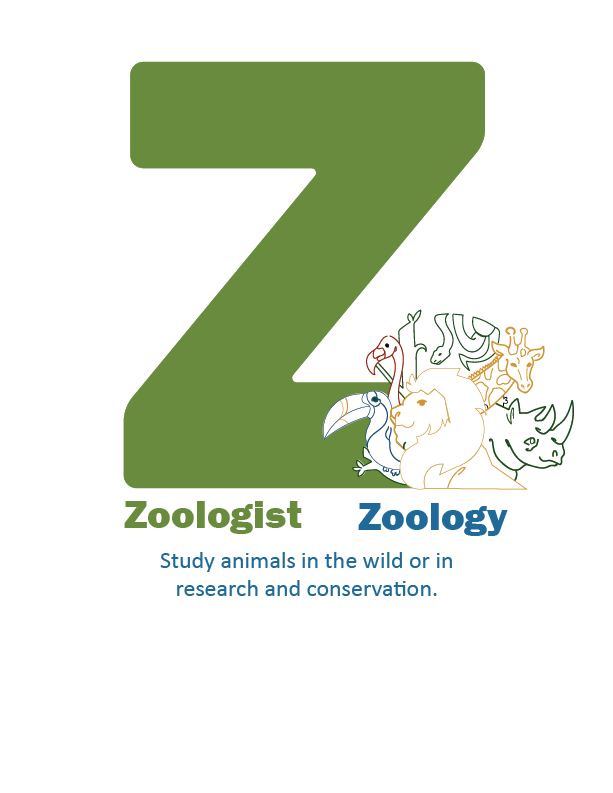 Z
Zoologist Zoology
Study animals in the wild or in
research and conservation.